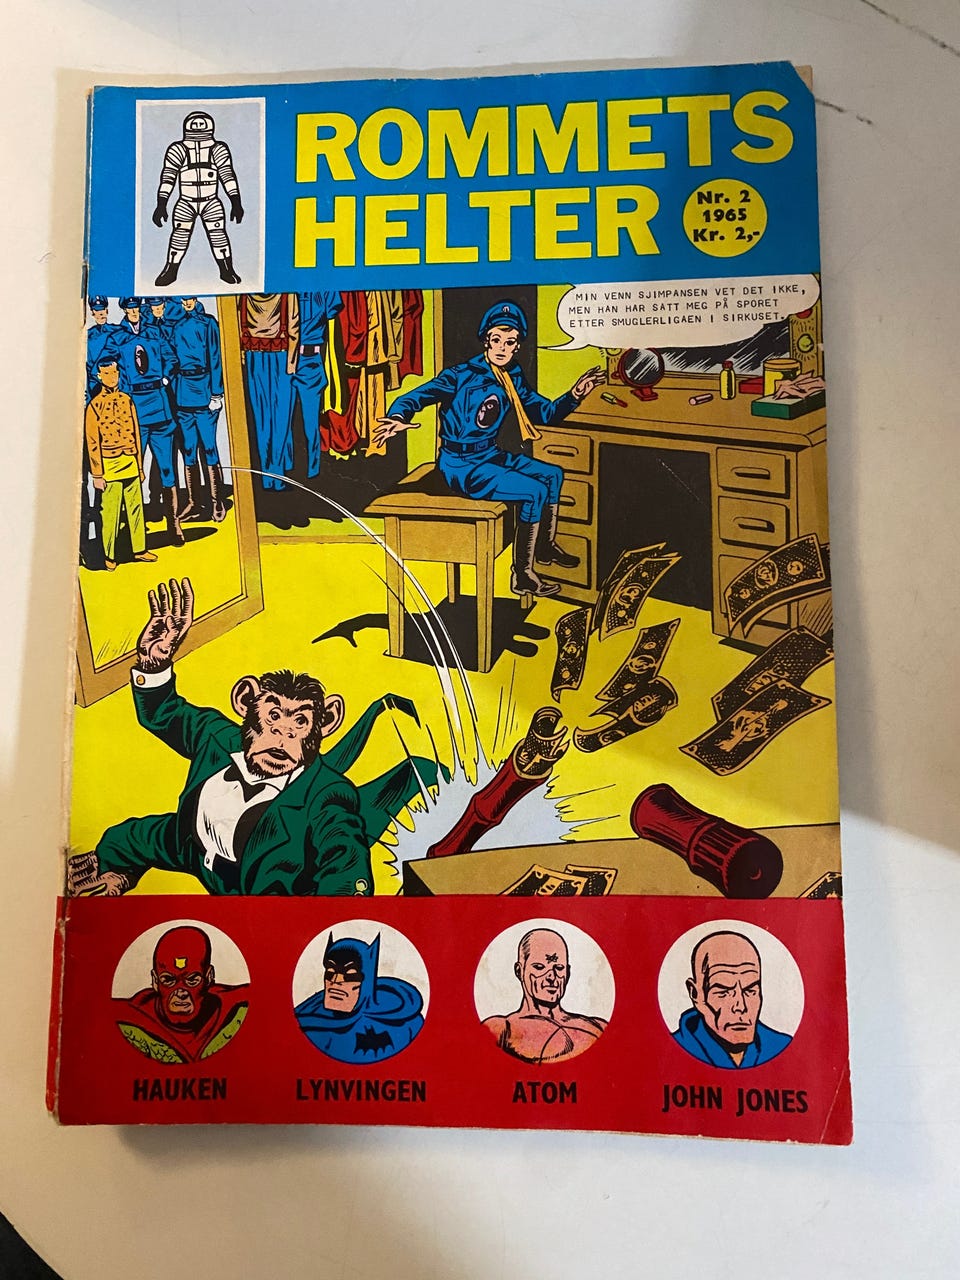 ROMMETS
HELTER
Nr. 2
1965
Kr. 2,-
MIN VENN SJIMPANSEN VET DET IKKE,
MEN HAN HAR SATT MEG PÅ SPORET
ETTER SMUGLERLIGAEN I SIRKUSET.
HAUKEN
LYNVINGEN
ATOM
JOHN JONES